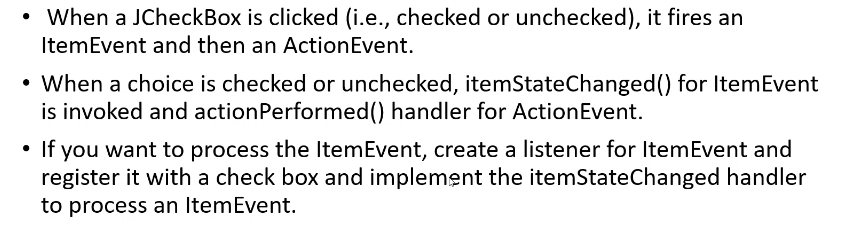 • When a JCheckBox is clicked (i.e., checked or unchecked), it fires an
ItemEvent and then an ActionEvent.
• When a choice is checked or unchecked, itemStateChanged() for ItemEvent
is invoked and actionPerformed() handler for ActionEvent.
• If you want to process the ItemEvent, create a listener for ItemEvent and
register it with a check box and implement the itemStateChanged handler
to process an ItemEvent.